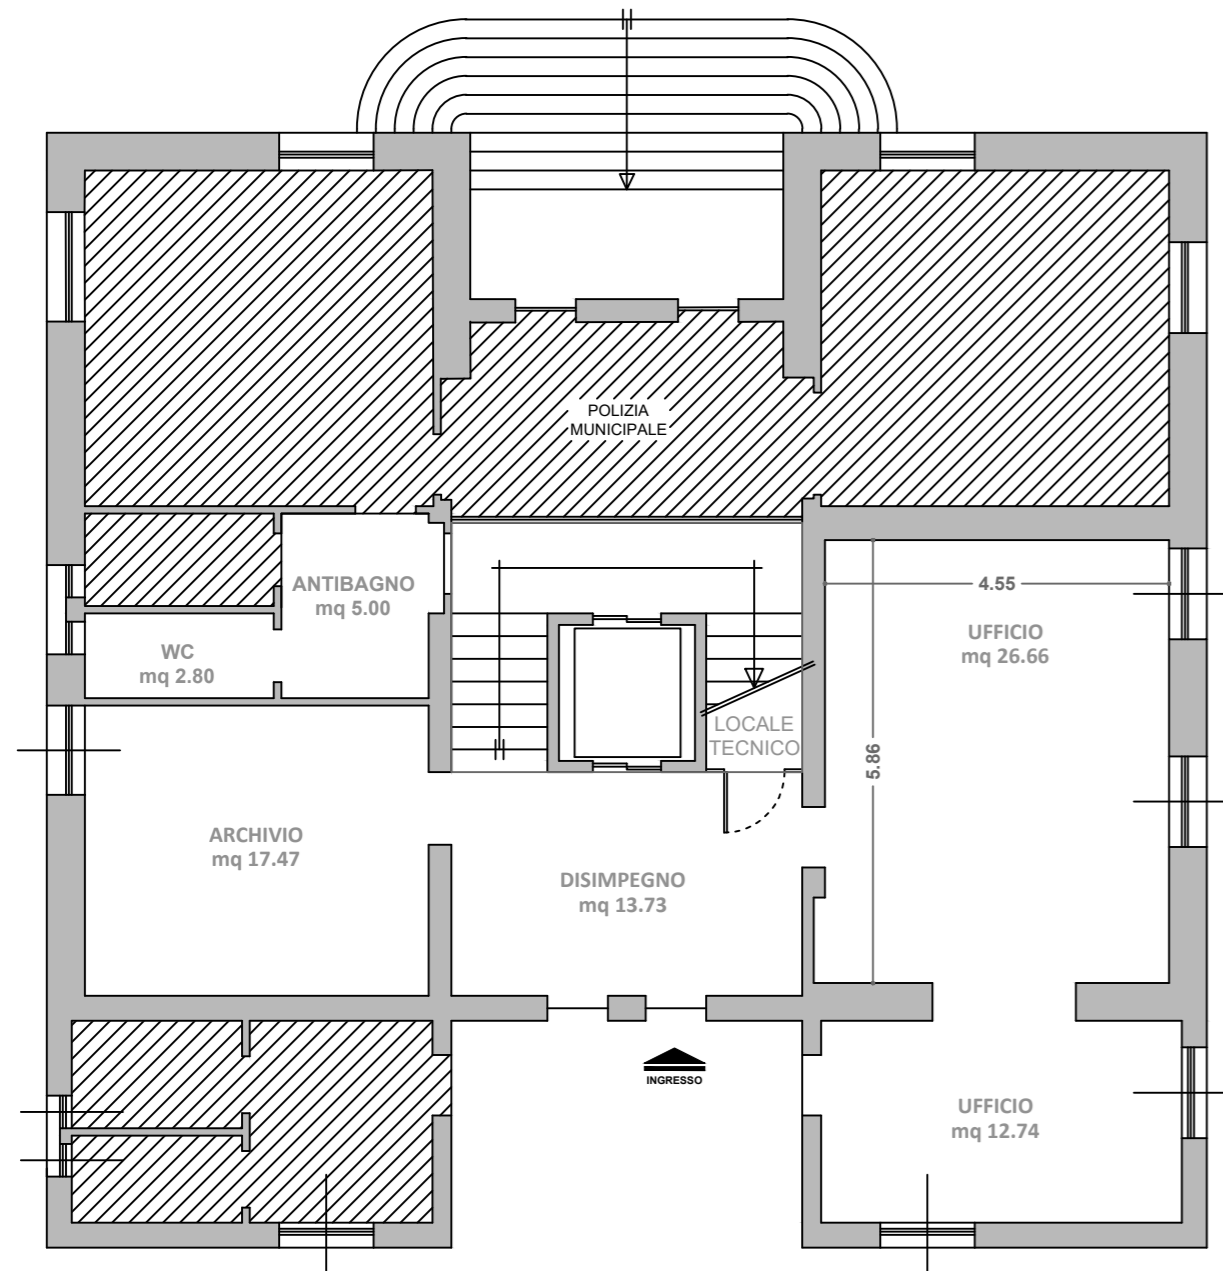 POLIZIA
MUNICIPALE
ANTIBAGNO
mq 5.00
4.55
UFFICIO
mq 26.66
WC
mq 2.80
LOCALE
TECNICO
5.86
ARCHIVIO
mq 17.47
DISIMPEGNO
mq 13.73
INGRESSO
UFFICIO
mq 12.74